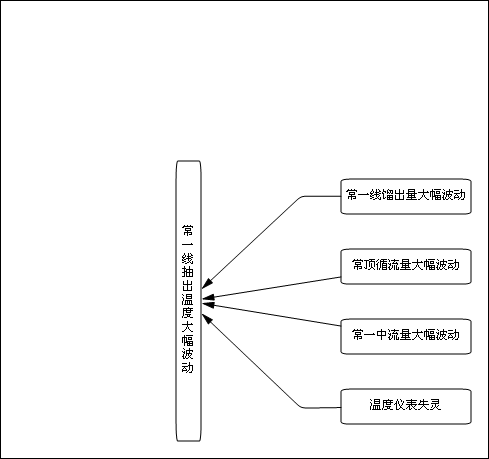 常一线抽出温度大幅波动
常一线馏出量大幅波动
常顶循流量大幅波动
常一中流量大幅波动
温度仪表失灵